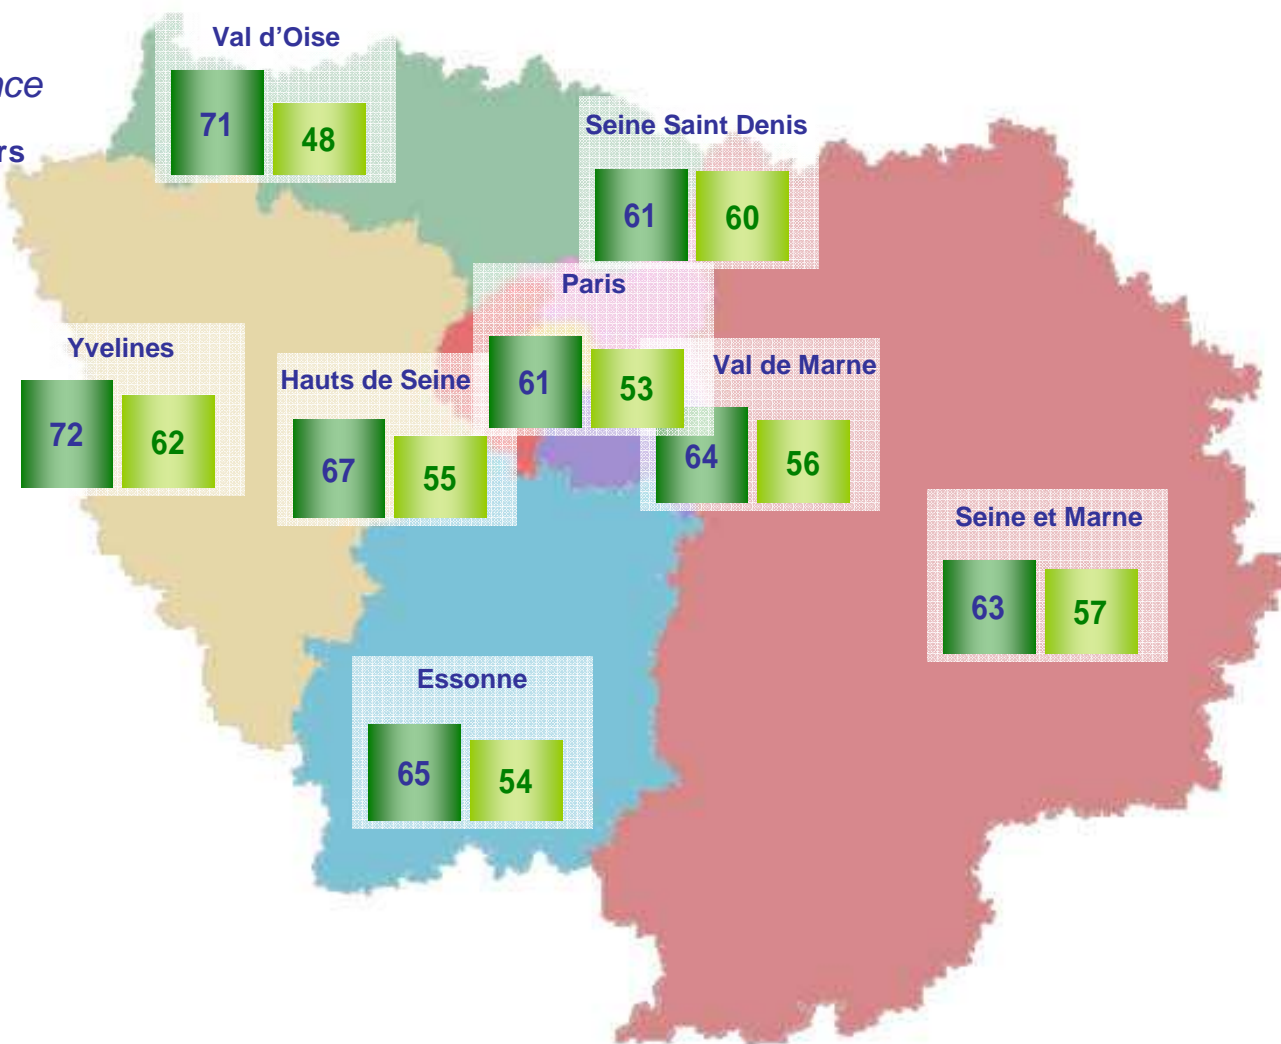 Val d'Oise
71
48
Seine Saint Denis
61
60
Paris
61
53
Yvelines
72
62
Hauts de Seine
67
55
Val de Marne
64
56
Seine et Marne
63
57
Essonne
65
54